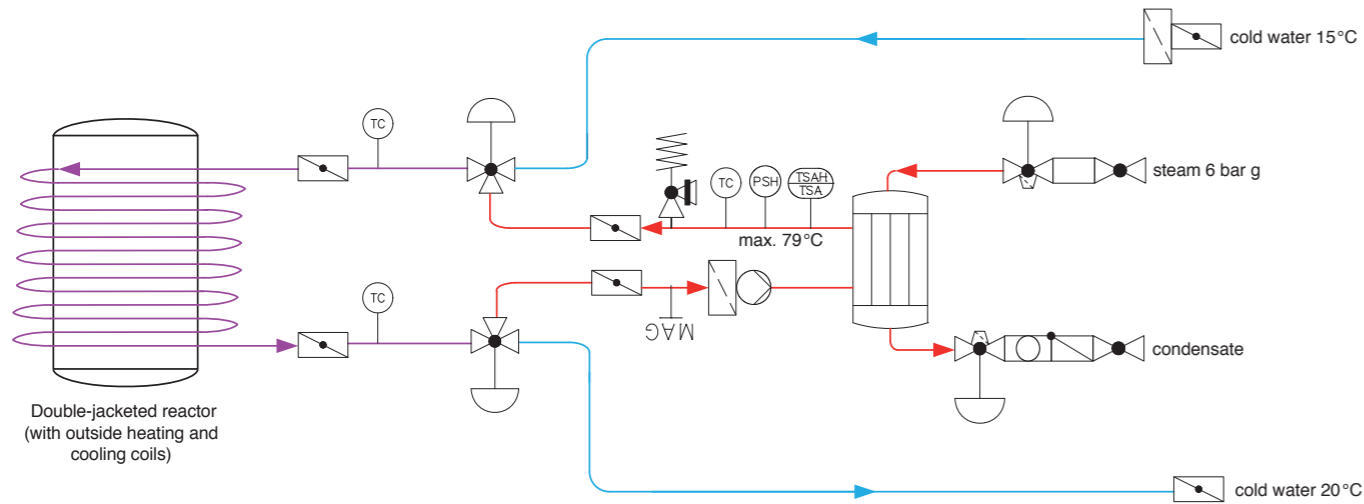 cold water 15°C
TC
steam 6 bar g
TC
PSH
TSAH
TSA
max. 79°C
TC
MAG
condensate
Double-jacketed reactor
(with outside heating and
cooling coils)
cold water 20°C